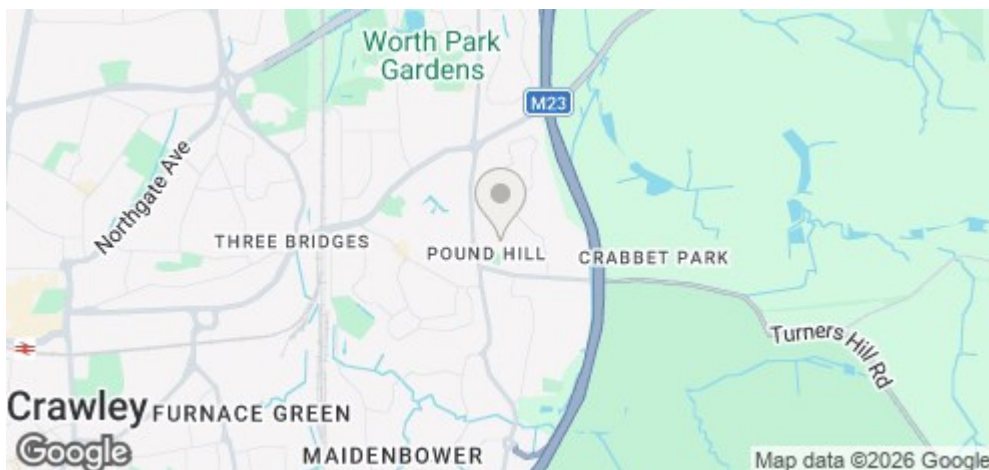 Worth Park
Gardens
M23
Northgate Ave
THREE BRIDGES
POUND HILL
CRABBET PARK
Turners Hill Rd
Crawley
FURNACE GREEN
MAIDENBOWER
Google
Map data ©2026 Google